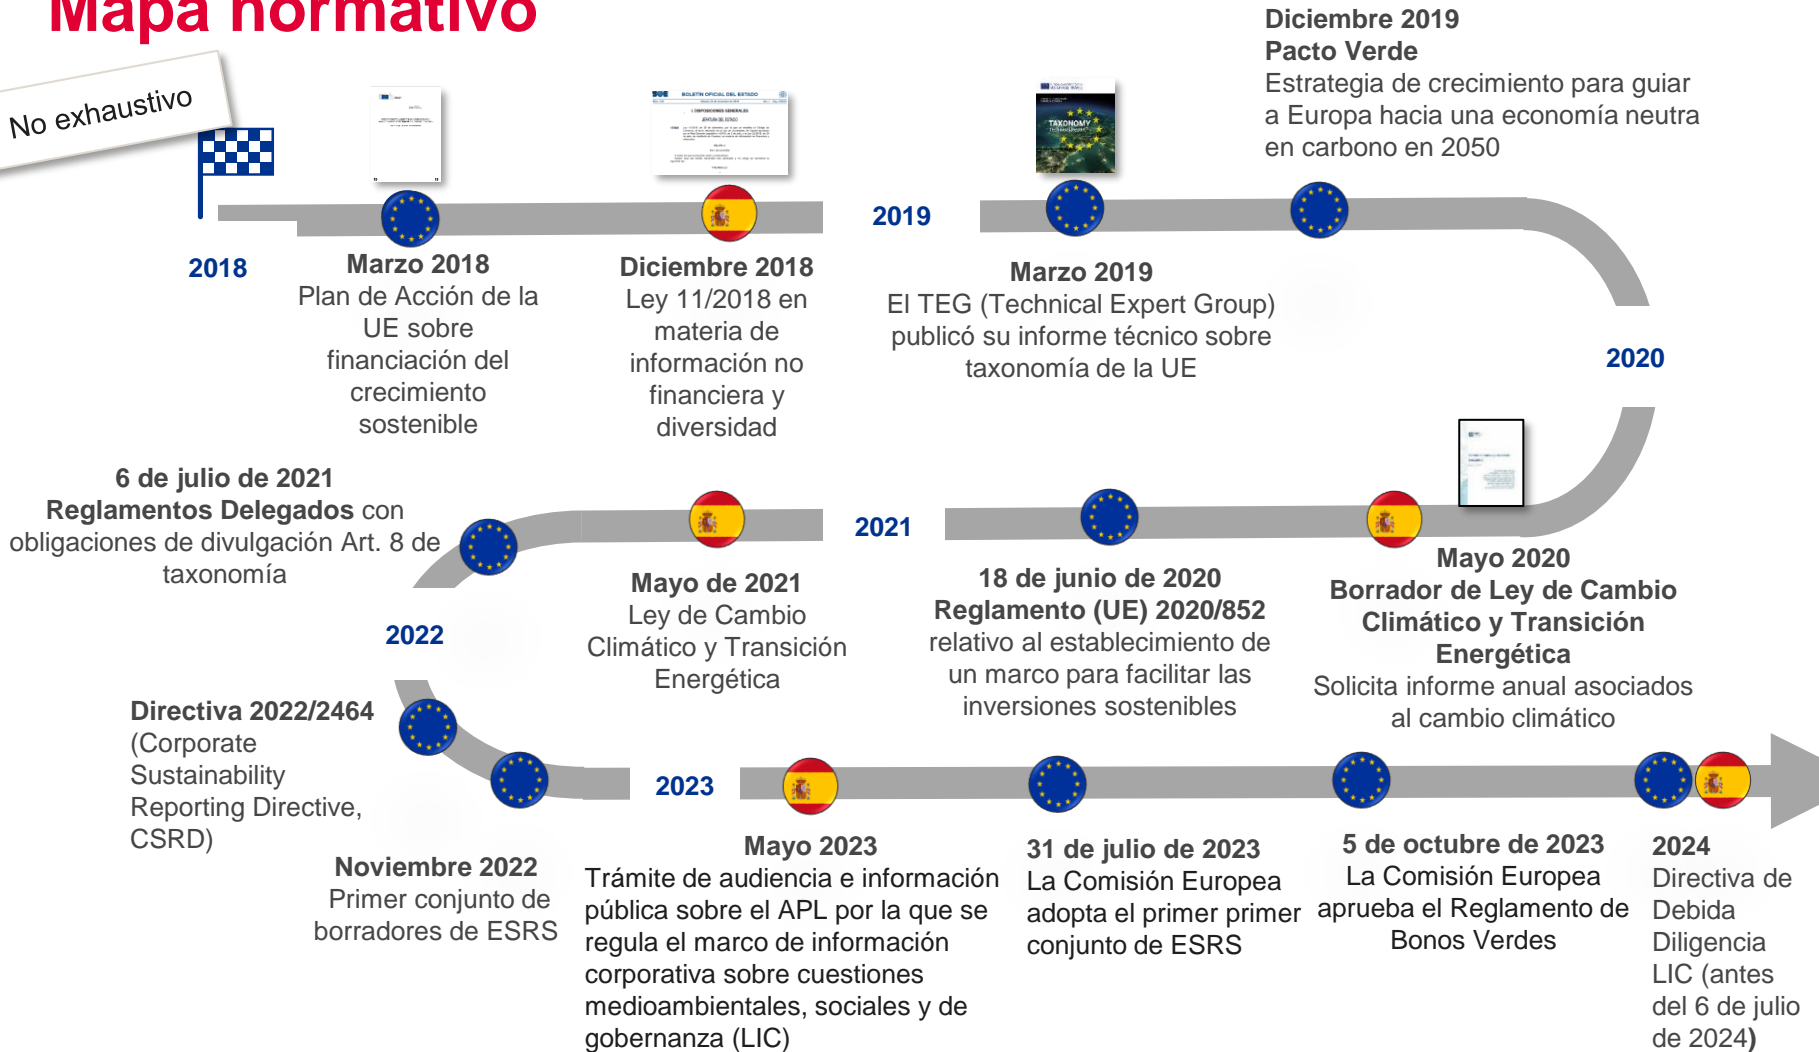 Mapa normativo
No exhaustivo
Diciembre 2019
Pacto Verde
Estrategia de crecimiento para guiar
a Europa hacia una economía neutra
en carbono en 2050
BOLETÍN OFICIAL DEL ESTADO
I. DISPOSICIONES GENERALES
JEFATURA DEL ESTADO
TAXONOMY
2018
Marzo 2018
Plan de Acción de la
UE sobre
financiación del
crecimiento
sostenible
Diciembre 2018
Ley 11/2018 en
materia de
información no
financiera y
diversidad
2019
Marzo 2019
El TEG (Technical Expert Group)
publicó su informe técnico sobre
taxonomía de la UE
2020
Mayo 2020
Borrador de Ley de Cambio
Climático y Transición
Energética
Solicita informe anual asociados
al cambio climático
18 de junio de 2020
Reglamento (UE) 2020/852
relativo al establecimiento de
un marco para facilitar las
inversiones sostenibles
2021
Mayo de 2021
Ley de Cambio
Climático y Transición
Energética
6 de julio de 2021
Reglamentos Delegados con
obligaciones de divulgación Art. 8 de
taxonomía
2022
Directiva 2022/2464
(Corporate
Sustainability
Reporting Directive,
CSRD)
Noviembre 2022
Primer conjunto de
borradores de ESRS
2023
Mayo 2023
Trámite de audiencia e información
pública sobre el APL por la que se
regula el marco de información
corporativa sobre cuestiones
medioambientales, sociales y de
gobernanza (LIC)
31 de julio de 2023
La Comisión Europea
adopta el primer primer
conjunto de ESRS
5 de octubre de 2023
La Comisión Europea
aprueba el Reglamento de
Bonos Verdes
2024
Directiva de
Debida
Diligencia
LIC (antes
del 6 de julio
de 2024)